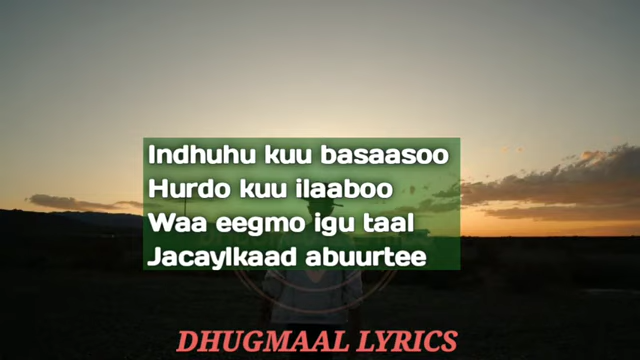 Indhuhu kuu basaasoo
Hurdo kuu ilaaboo
Waa eegmo igu taal
Jacaylkaad abuurtee
DHUGMAAL LYRICS